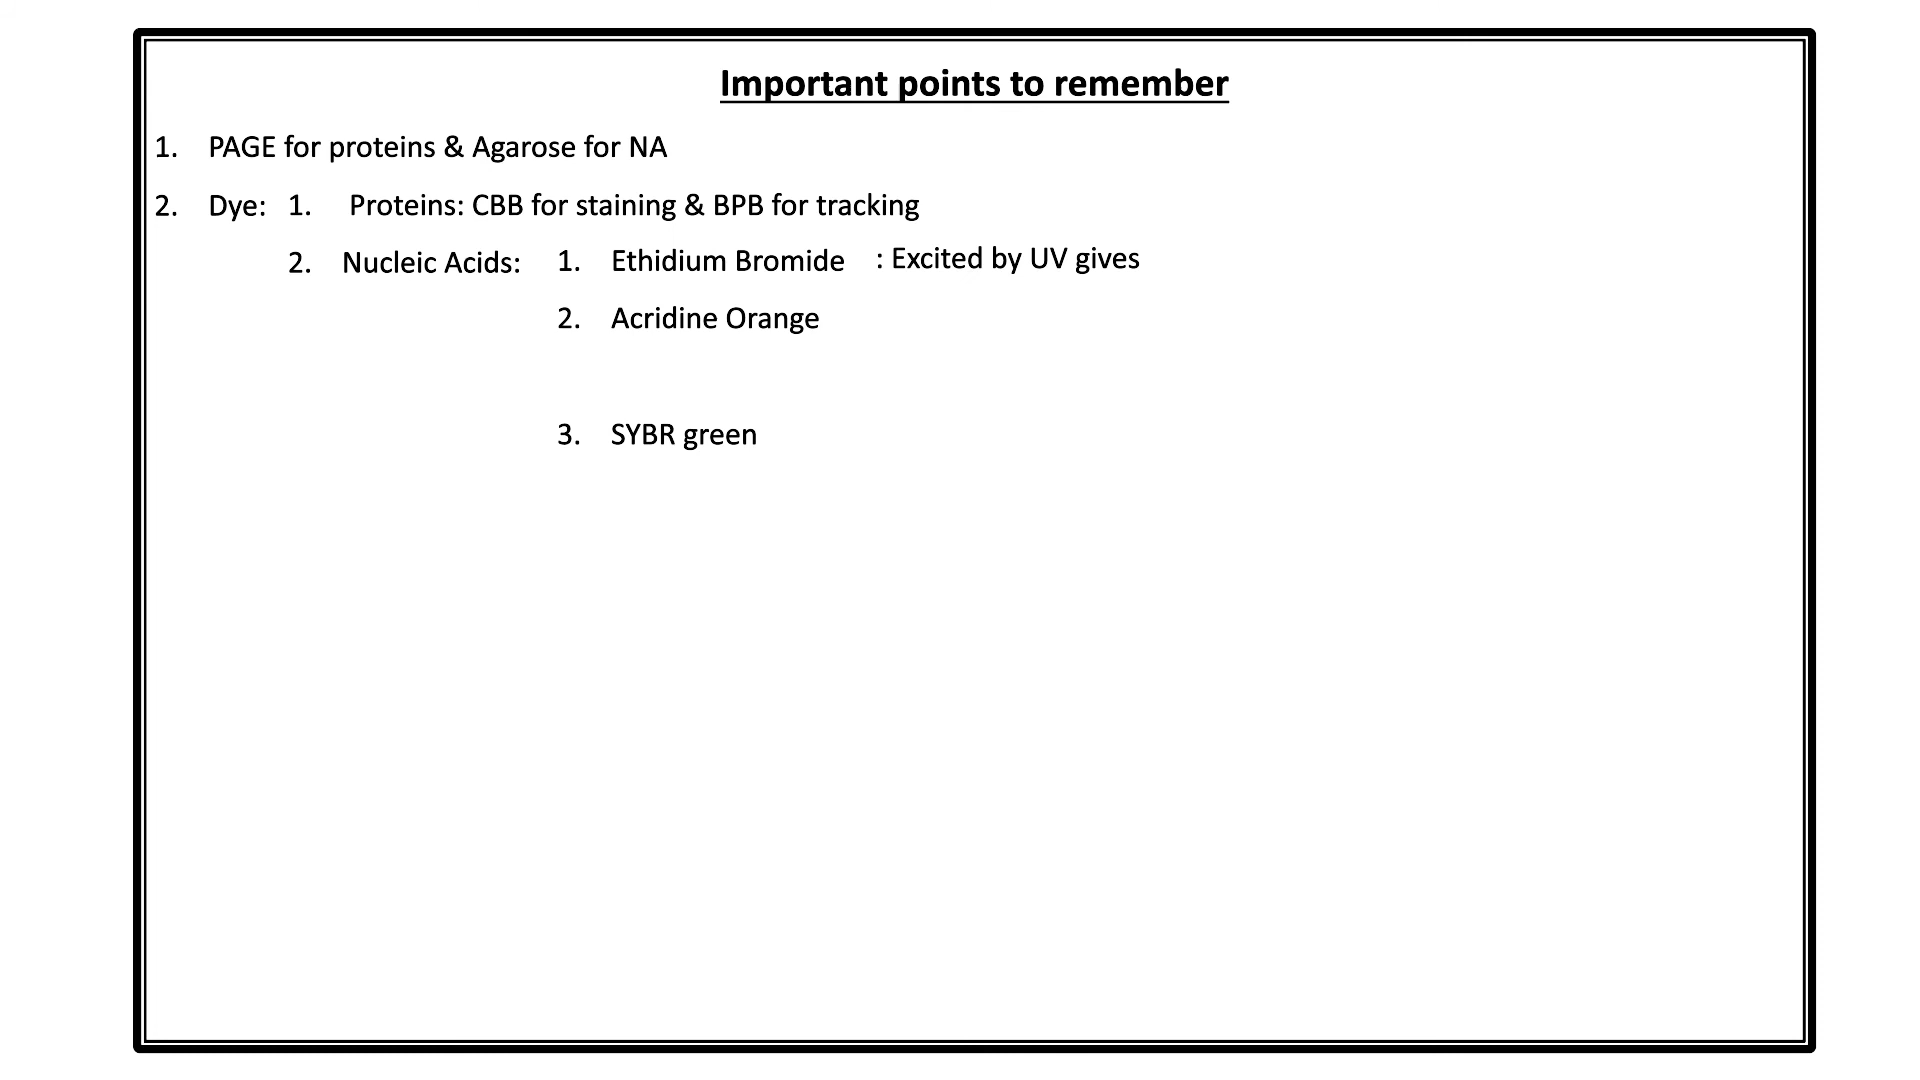 Important points to remember
1. PAGE for proteins & Agarose for NA
2. Dye: 1. Proteins: CBB for staining & BPB for tracking
2. Nucleic Acids: 1. Ethidium Bromide : Excited by UV gives
2. Acridine Orange
3. SYBR green